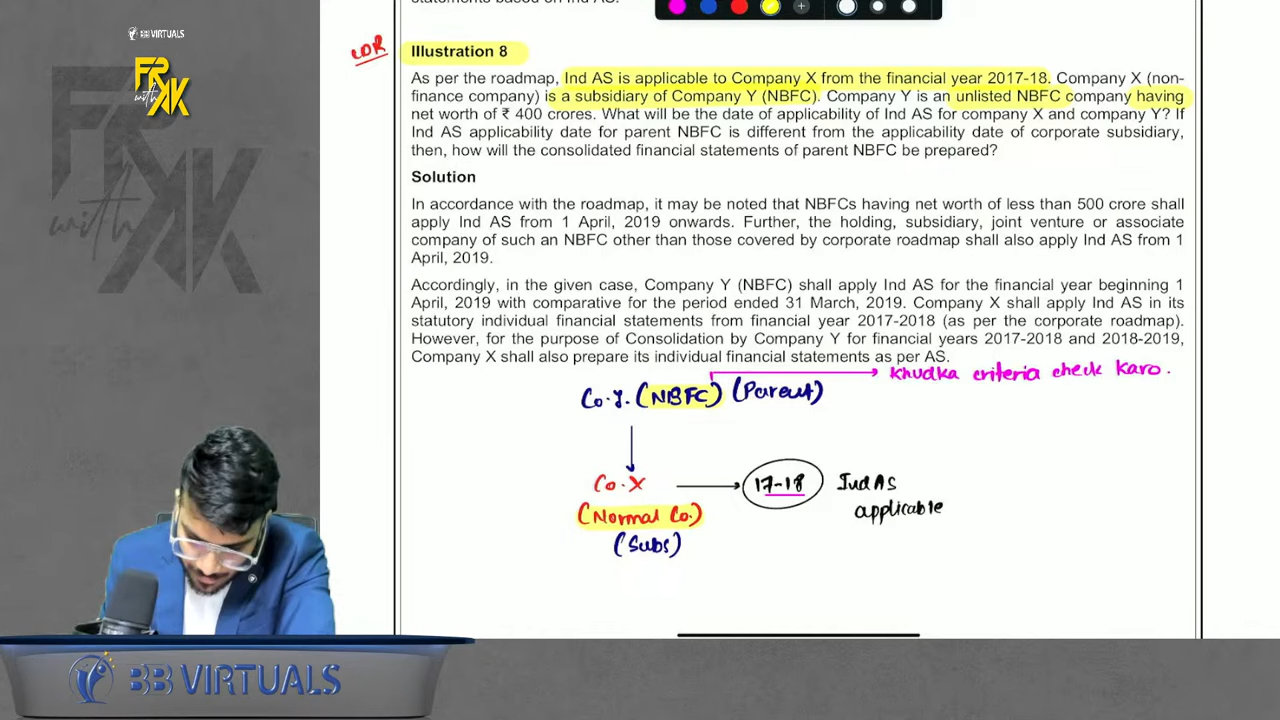 statements based on Ind AS.
BB VIRTUALS
FR
with
AK
LDR
Illustration 8
As per the roadmap, Ind AS is applicable to Company X from the financial year 2017-18. Company X (non-
finance company) is a subsidiary of Company Y (NBFC). Company Y is an unlisted NBFC company having
net worth of ₹ 400 crores. What will be the date of applicability of Ind AS for company X and company Y? If
Ind AS applicability date for parent NBFC is different from the applicability date of corporate subsidiary,
then, how will the consolidated financial statements of parent NBFC be prepared?
Solution
In accordance with the roadmap, it may be noted that NBFCs having net worth of less than 500 crore shall
apply Ind AS from 1 April, 2019 onwards. Further, the holding, subsidiary, joint venture or associate
company of such an NBFC other than those covered by corporate roadmap shall also apply Ind AS from 1
April, 2019.
Accordingly, in the given case, Company Y (NBFC) shall apply Ind AS for the financial year beginning 1
April, 2019 with comparative for the period ended 31 March, 2019. Company X shall apply Ind AS in its
statutory individual financial statements from financial year 2017-2018 (as per the corporate roadmap).
However, for the purpose of Consolidation by Company Y for financial years 2017-2018 and 2018-2019,
Company X shall also prepare its individual financial statements as per AS.
Khudka criteria check karo.
Co.Y. (NBFC) (Parent)
Co.X 17-18 Ind AS
applicable
(Normal Co.)
(Subs)
FR
with
AK
BB VIRTUALS